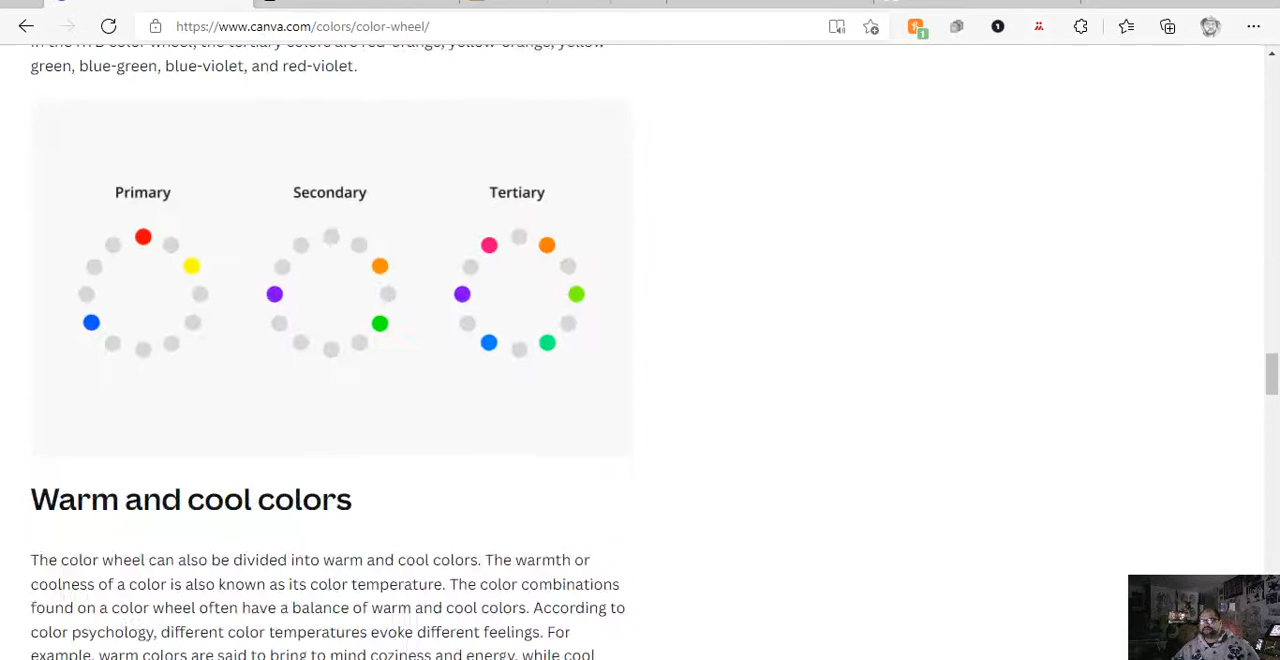 https://www.canva.com/colors/color-wheel/
1
1
In the RYB color wheel, the tertiary colors are red-orange, yellow-orange, yellow-
green, blue-green, blue-violet, and red-violet.
Primary
Secondary
Tertiary
Warm and cool colors
The color wheel can also be divided into warm and cool colors. The warmth or
coolness of a color is also known as its color temperature. The color combinations
found on a color wheel often have a balance of warm and cool colors. According to
color psychology, different color temperatures evoke different feelings. For
example, warm colors are said to bring to mind coziness and energy, while cool